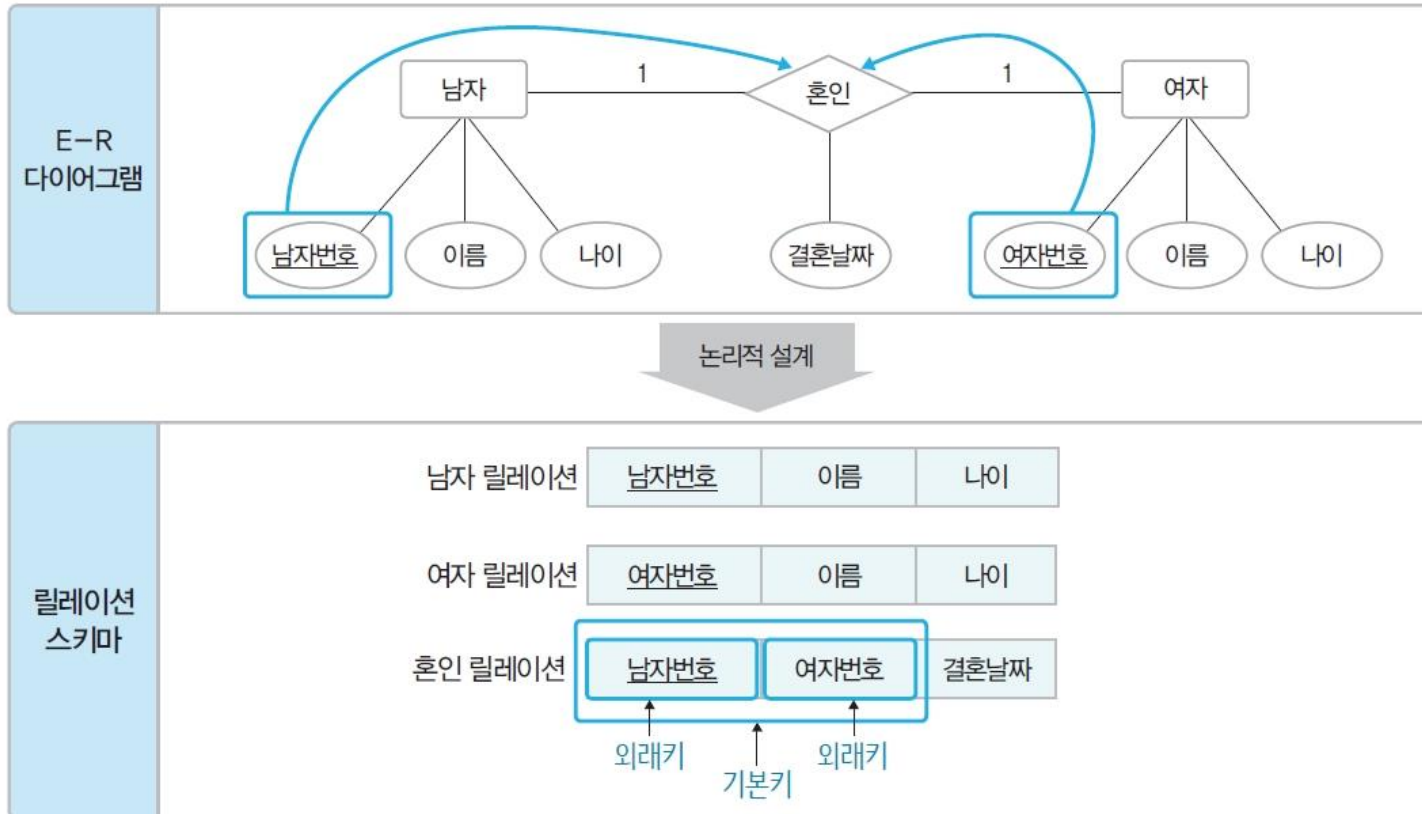 E-R
다이어그램
남자
1
혼인
1
여자
남자번호
이름
나이
결혼날짜
여자번호
이름
나이
논리적 설계
릴레이션
스키마
남자 릴레이션 남자번호 이름 나이
여자 릴레이션 여자번호 이름 나이
혼인 릴레이션 남자번호 여자번호 결혼날짜
외래키 외래키
기본키